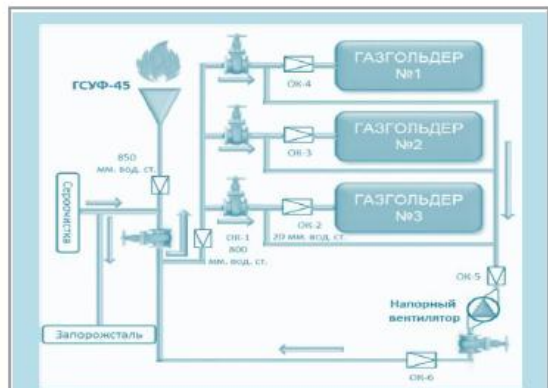 ГСУФ-45
ГАЗГОЛЬДЕР
№1
ОК-4
ГАЗГОЛЬДЕР
№2
ОК-3
850
мм. вод. ст.
ГАЗГОЛЬДЕР
№3
Сероочистка
ОК-1
800
мм. вод. ст.
ОК-2
20 мм. вод. ст.
ОК-5
Напорный
вентилятор
Запорожсталь
ОК-6